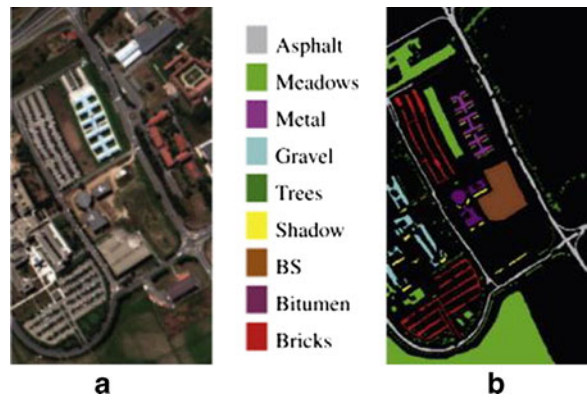 Asphalt
Meadows
Metal
Gravel
Trees
Shadow
BS
Bitumen
Bricks
a
b